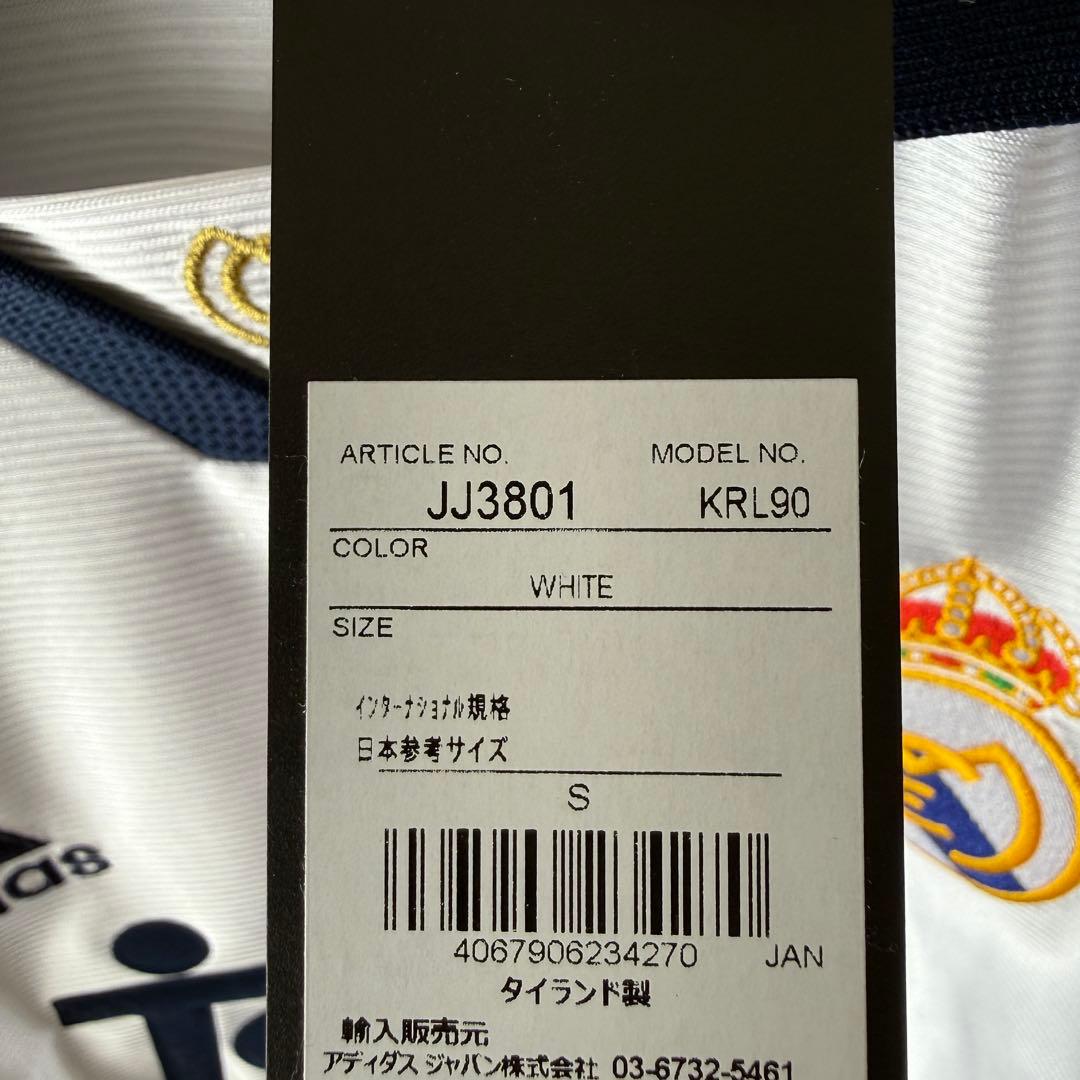 ARTICLE NO. MODEL NO.
JJ3801 KRL90
COLOR
WHITE
SIZE
インターナショナル規格
日本参考サイズ
S
4067906234270 JAN
タイランド製
輸入販売元
アディダス ジャパン株式会社 03-6732-5461